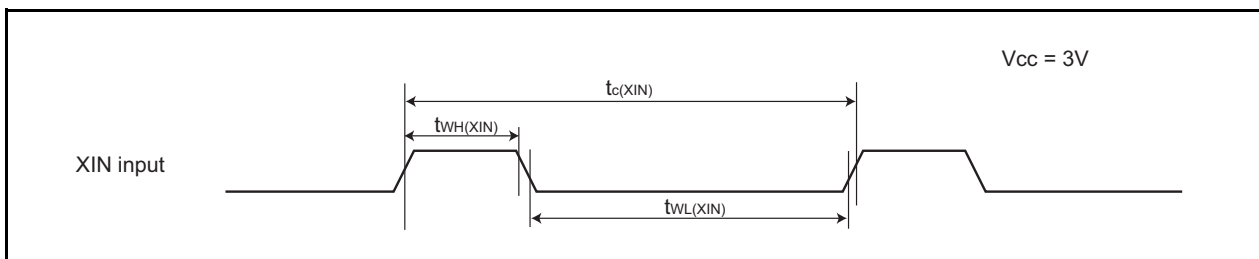 Vcc = 3V
tc(XIN)
tWH(XIN)
XIN input
tWL(XIN)